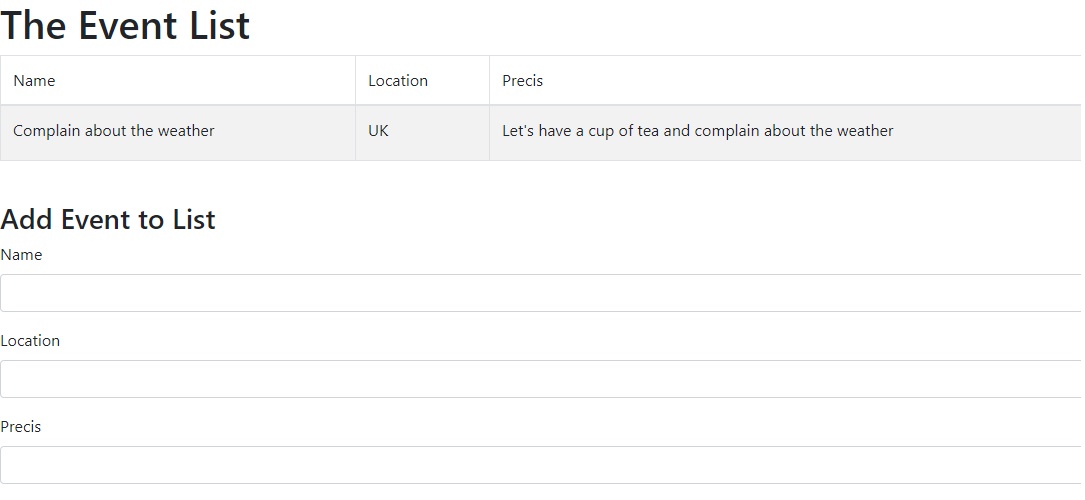 The Event List
Name Location Precis
Complain about the weather UK Let's have a cup of tea and complain about the weather
Add Event to List
Name
Location
Precis